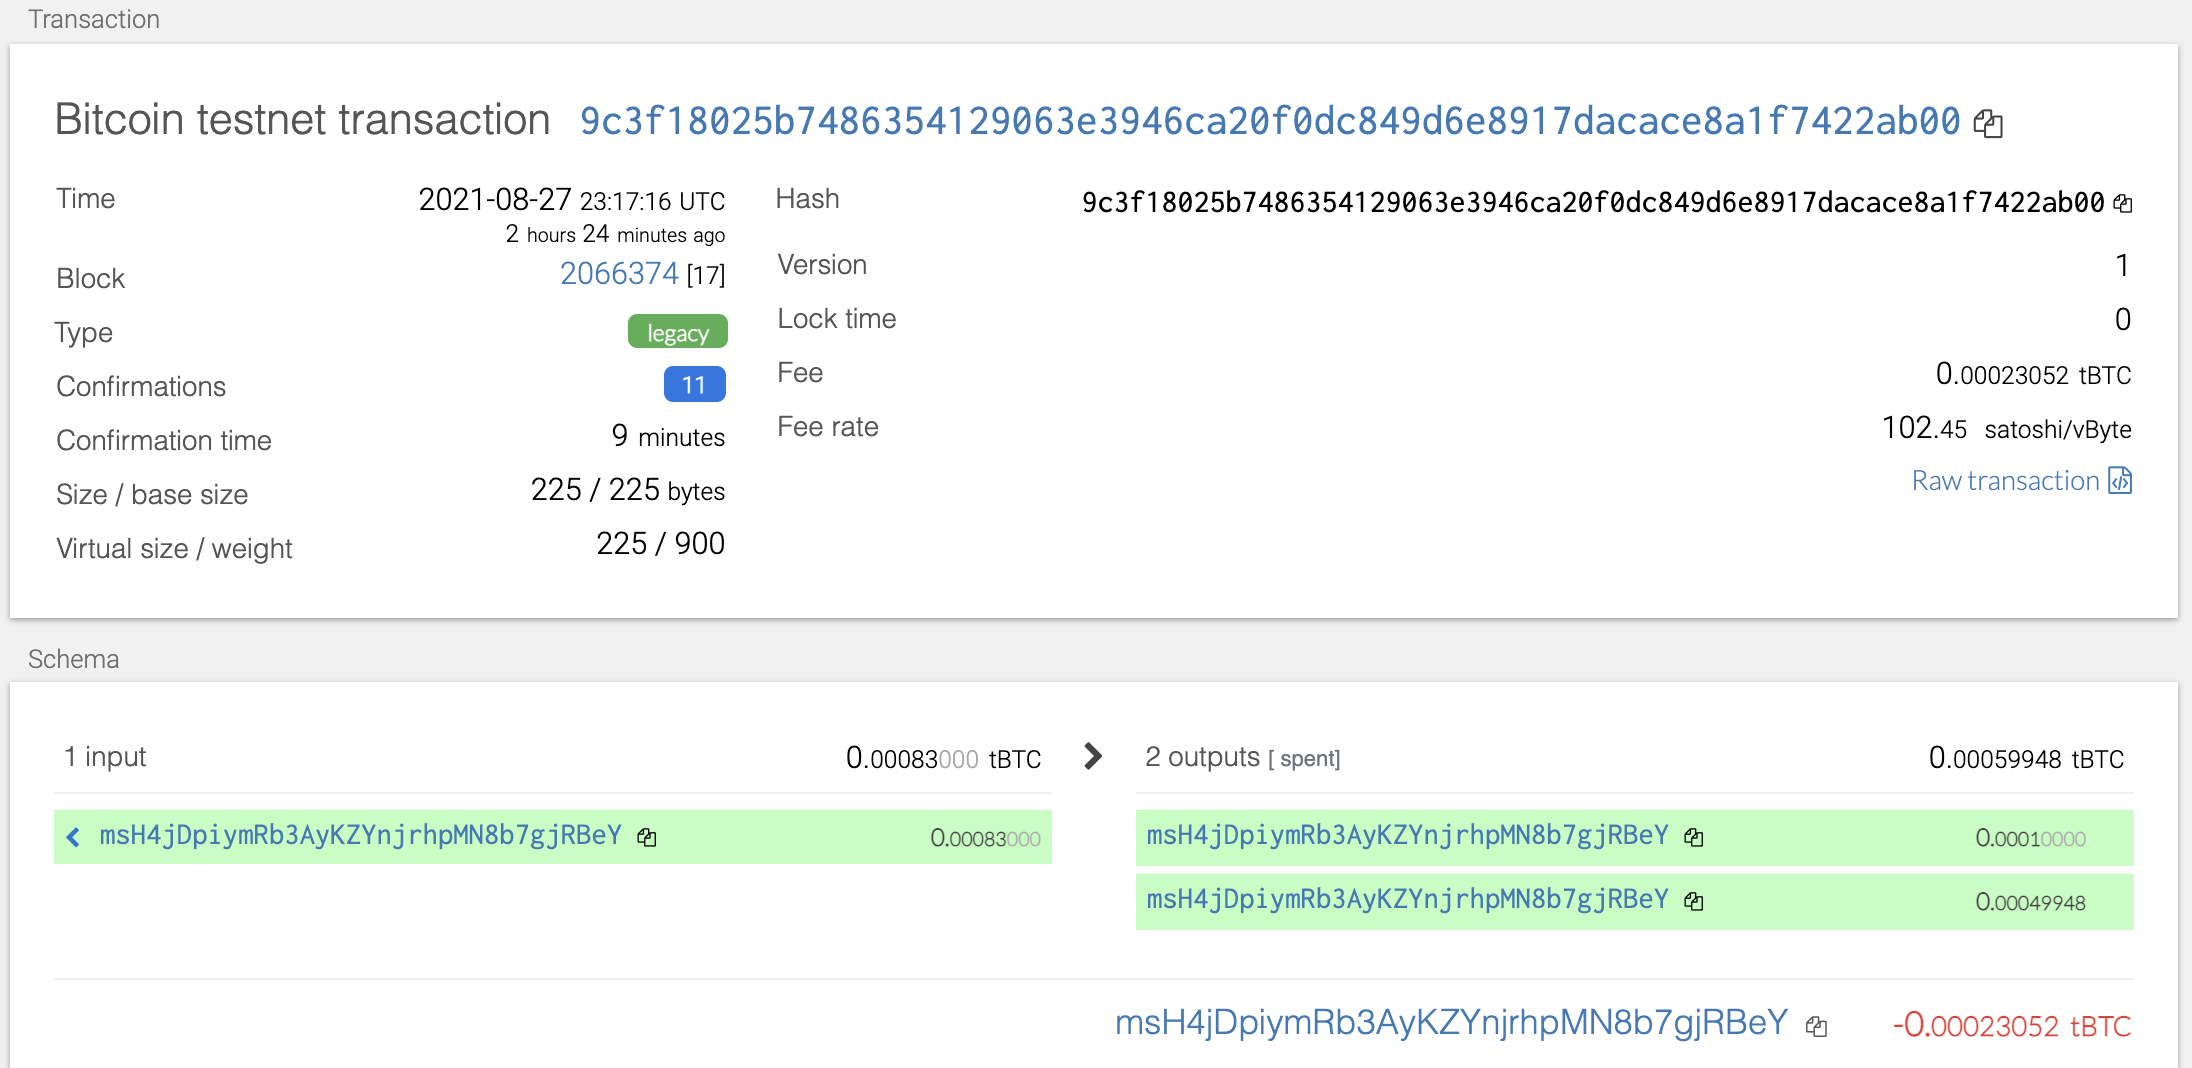 Transaction
Bitcoin testnet transaction 9c3f18025b7486354129063e3946ca20f0dc849d6e8917dacace8a1f7422ab00
Time 2021-08-27 23:17:16 UTC
2 hours 24 minutes ago
Block 2066374 [17]
Type legacy
Confirmations 11
Confirmation time 9 minutes
Size / base size 225 / 225 bytes
Virtual size / weight 225 / 900
Hash 9c3f18025b7486354129063e3946ca20f0dc849d6e8917dacace8a1f7422ab00
Version 1
Lock time 0
Fee 0.00023052 tBTC
Fee rate 102.45 satoshi/vByte
Raw transaction
Schema
1 input 0.00083000 tBTC
msH4jDpiymRb3AyKZYnjrhpMN8b7gjRBeY 0.00083000
2 outputs [ spent] 0.00059948 tBTC
msH4jDpiymRb3AyKZYnjrhpMN8b7gjRBeY 0.00010000
msH4jDpiymRb3AyKZYnjrhpMN8b7gjRBeY 0.00049948
msH4jDpiymRb3AyKZYnjrhpMN8b7gjRBeY -0.00023052 tBTC